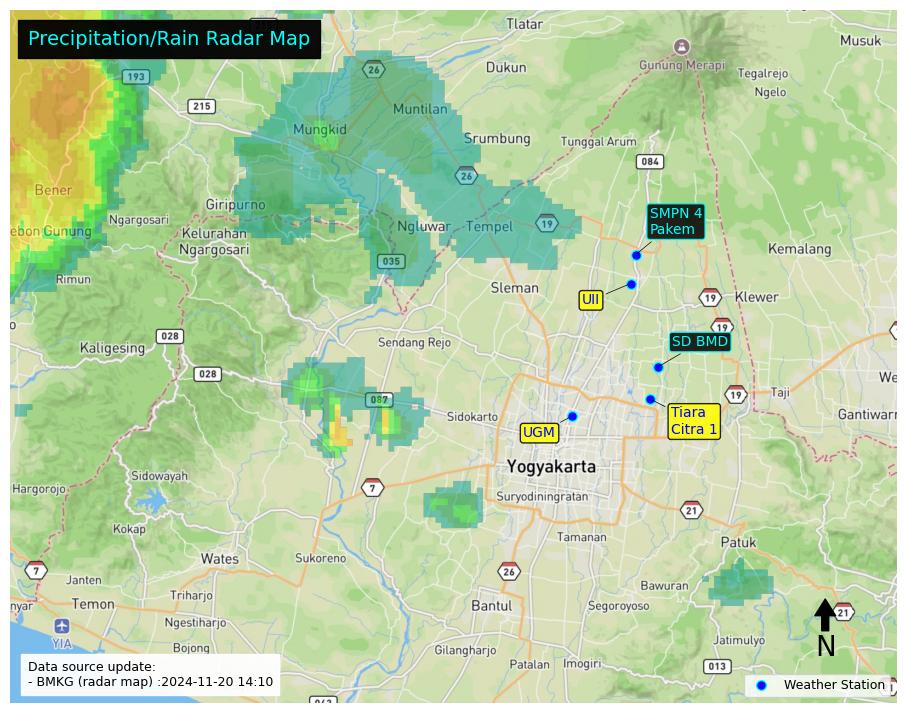 Precipitation/Rain Radar Map
Tlatar
Musuk
26
Dukun
Gunung Merapi
Tegalrejo
193
Ngelo
215
Muntilan
Mungkid
Srumbung
Tunggal Arum
084
26
Bener
Giripurno
SMPN 4
Pakem
Ngargosari
19
Ngluwar
Tempel
ebon Gunung
Kelurahan
Ngargosari
Kemalang
035
Rimun
Sleman
UII
19
Klewer
19
028
Sendang Rejo
SD BMD
Kaligesing
028
We
Taji
19
087
Tiara
Citra 1
Gantiwarn
Sidokarto
UGM
Yogyakarta
Sidowayah
7
Hargorojo
Suryodiningratan
21
Kokap
Tamanan
Patuk
Wates
Sukoreno
7
26
Janten
Bawuran
Triharjo
nyar
Temon
Bantul
Segoroyoso
21
Ngestiharjo
YIA
Jatimulyo
N
Bojong
Gilangharjo
Data source update:
- BMKG (radar map) :2024-11-20 14:10
Patalan
Imogiri
013
Weather Station